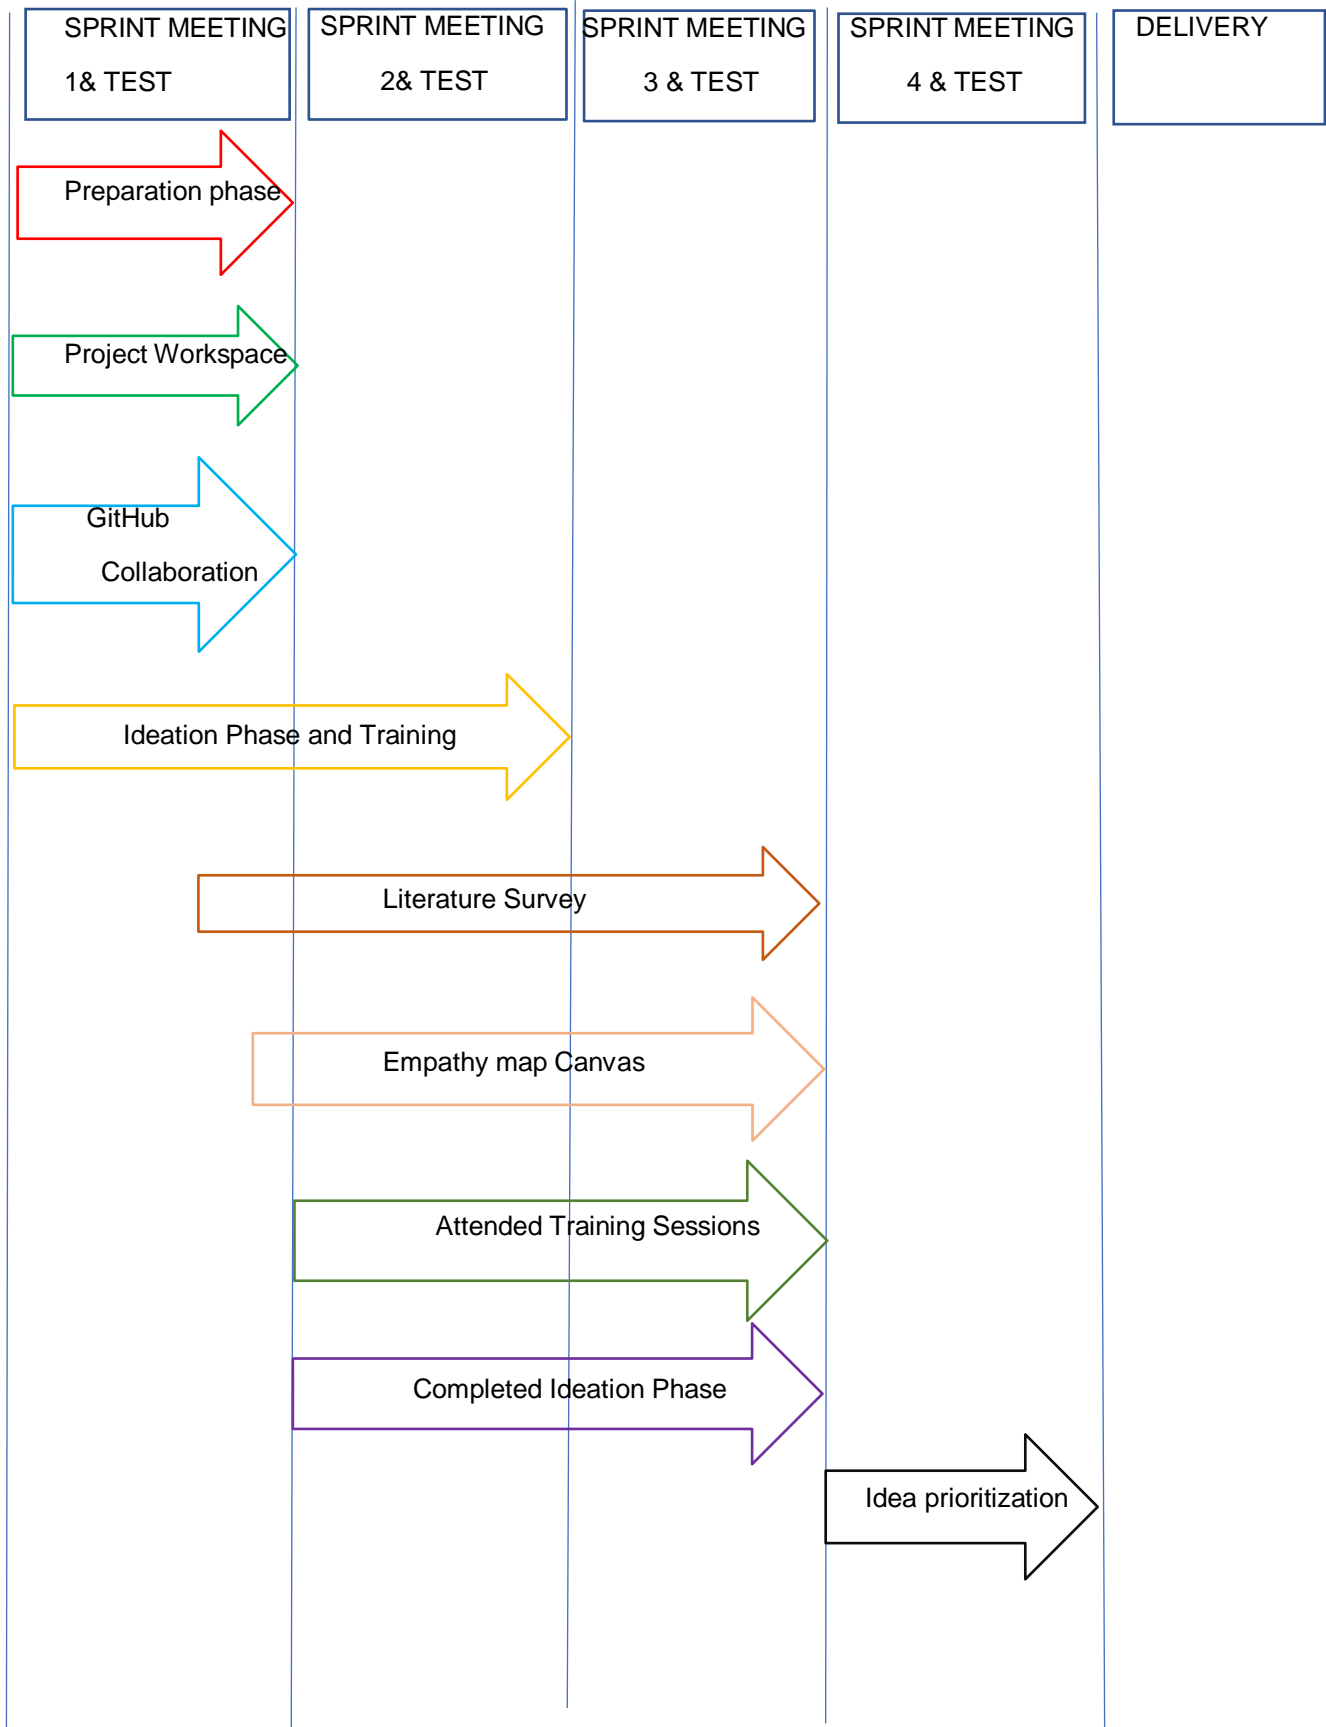 SPRINT MEETING
1& TEST
SPRINT MEETING
2& TEST
SPRINT MEETING
3 & TEST
SPRINT MEETING
4 & TEST
DELIVERY
Preparation phase
Project Workspace
GitHub
Collaboration
Ideation Phase and Training
Literature Survey
Empathy map Canvas
Attended Training Sessions
Completed Ideation Phase
Idea prioritization